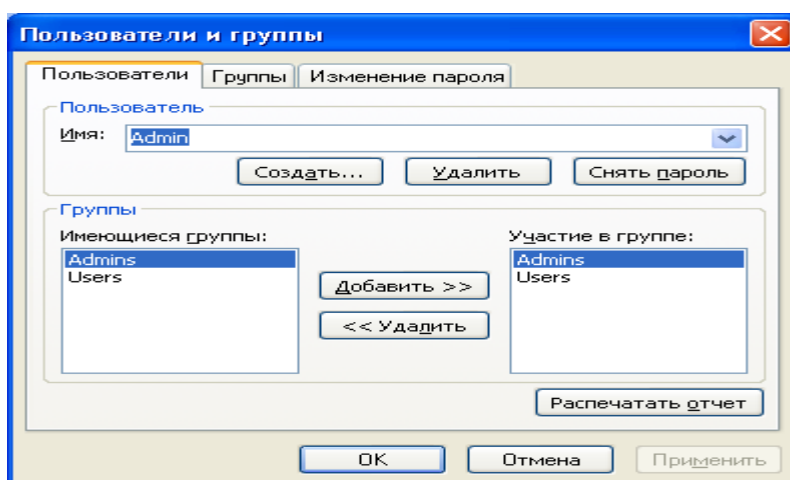 Пользователи и группы
Пользователи Группы Изменение пароля
Пользователь
Имя: Admin
Создать... Удалить Снять пароль
Группы
Имеющиеся группы: Участие в группе:
Admins Admins
Users Users
Добавить >>
<< Удалить
Распечатать отчет
OK Отмена Применить